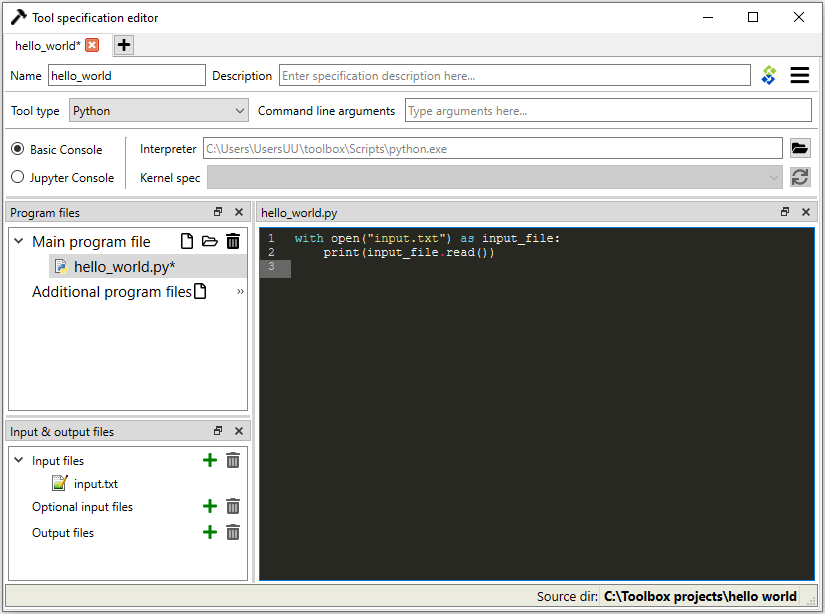 Tool specification editor
hello_world*
Name hello_world Description Enter specification description here...
Tool type Python Command line arguments Type arguments here...
Basic Console Interpreter C:\Users\UsersUU\toolbox\Scripts\python.exe
Jupyter Console Kernel spec
Program files
Main program file
hello_world.py*
Additional program files »
Input & output files
Input files
input.txt
Optional input files
Output files
hello_world.py
1 with open("input.txt") as input_file:
2 print(input_file.read())
3
Source dir: C:\Toolbox projects\hello world